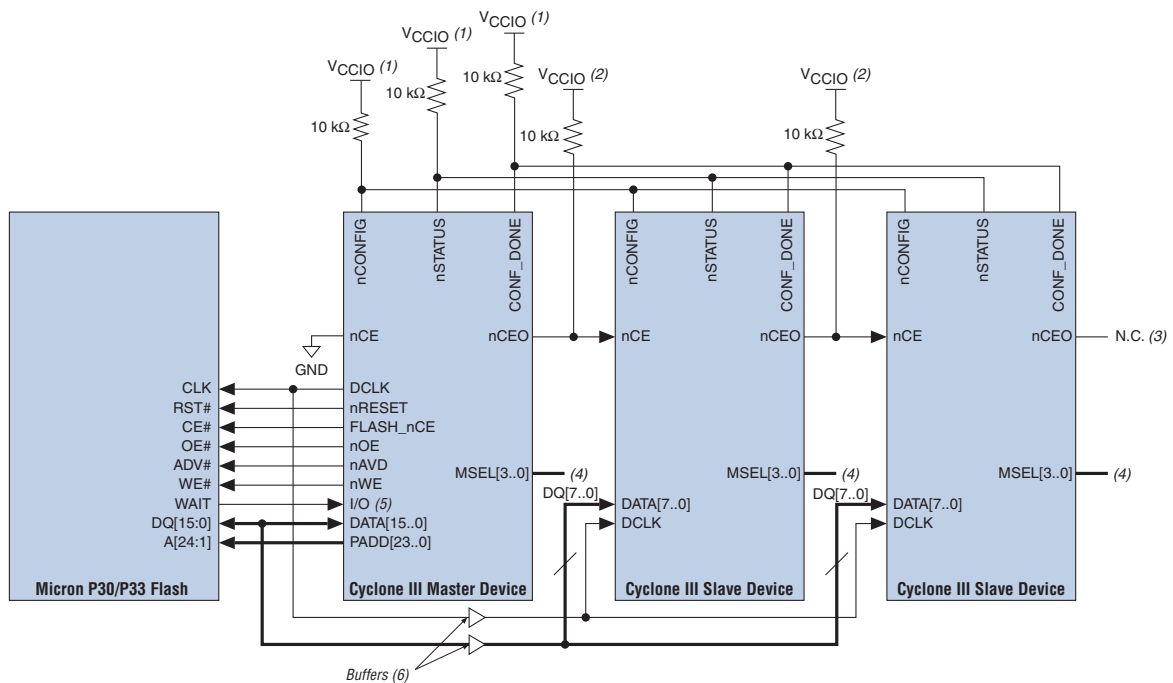 VCCIO (1)
VCCIO (1)
VCCIO (1)
VCCIO (2)
VCCIO (2)
10 kΩ
10 kΩ
10 kΩ
10 kΩ
10 kΩ
nCONFIG
nSTATUS
CONF_DONE
nCONFIG
nSTATUS
CONF_DONE
nCONFIG
nSTATUS
CONF_DONE
nCE
nCEO
nCE
nCEO
nCE
nCEO
N.C. (3)
GND
CLK
DCLK
RST#
nRESET
CE#
FLASH_nCE
OE#
nOE
ADV#
nAVD
WE#
nWE
WAIT
I/O (5)
DQ[15:0]
DATA[15..0]
A[24:1]
PADD[23..0]
MSEL[3..0]
(4)
MSEL[3..0]
(4)
MSEL[3..0]
(4)
DQ[7..0]
DATA[7..0]
DCLK
DQ[7..0]
DATA[7..0]
DCLK
Micron P30/P33 Flash
Cyclone III Master Device
Cyclone III Slave Device
Cyclone III Slave Device
Buffers (6)